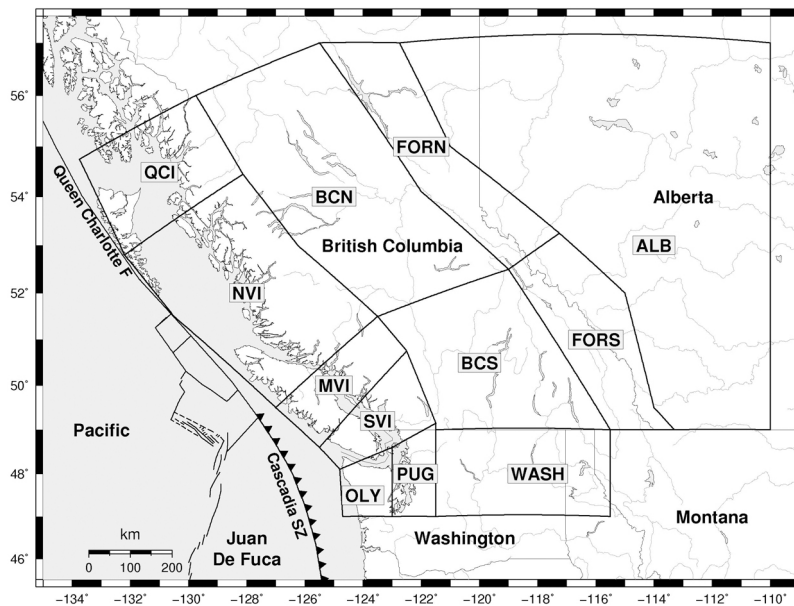 56°
54°
52°
50°
48°
46°
QCI
FORN
BCN
Alberta
Queen Charlotte F
British Columbia
ALB
NVI
FORS
BCS
MVI
SVI
Pacific
PUG
WASH
OLY
Cascadia SZ
Montana
km
Juan
De Fuca
Washington
0 100 200
−134° −132° −130° −128° −126° −124° −122° −120° −118° −116° −114° −112° −110°